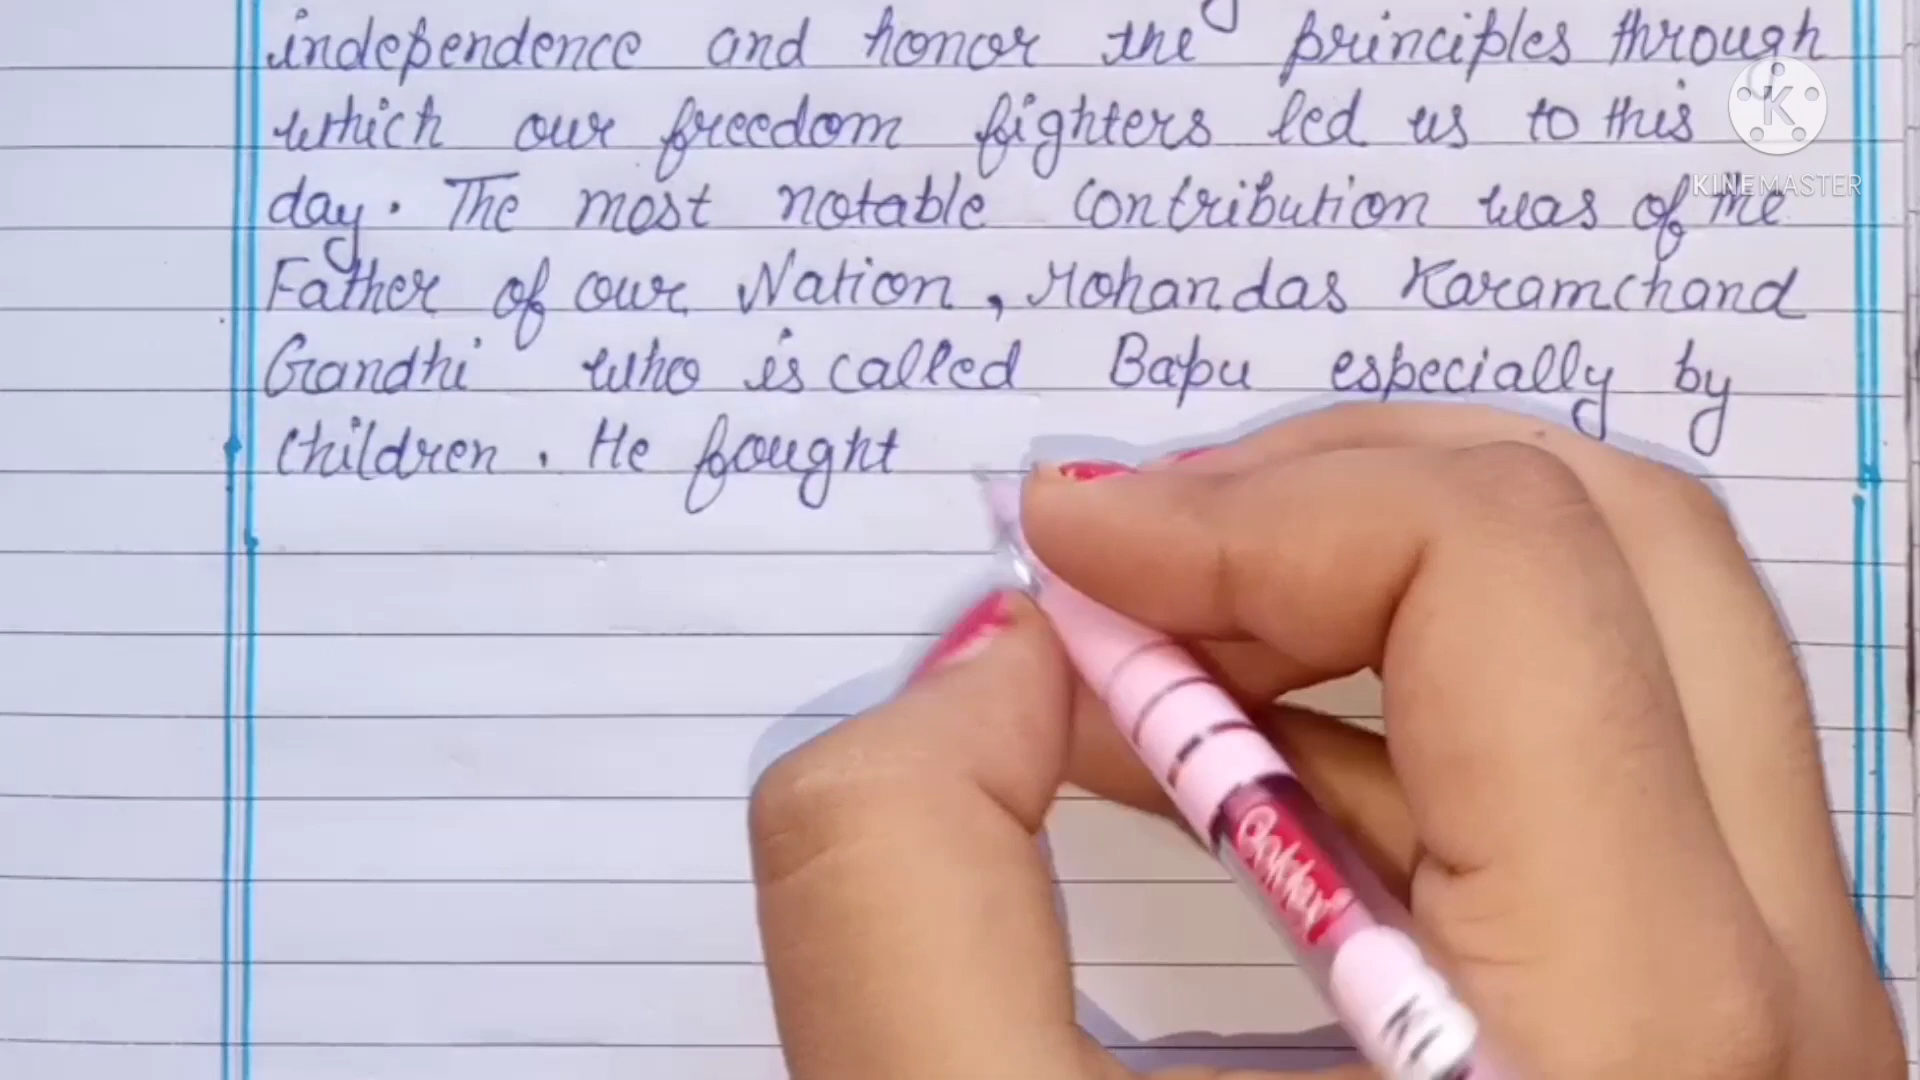 independence and honor the principles through
which our freedom fighters led us to this
day. The most notable contribution was of the
Father of our Nation, Mohandas Karamchand
Gandhi who is called Bapu especially by
children. He fought
K
KINEMASTER